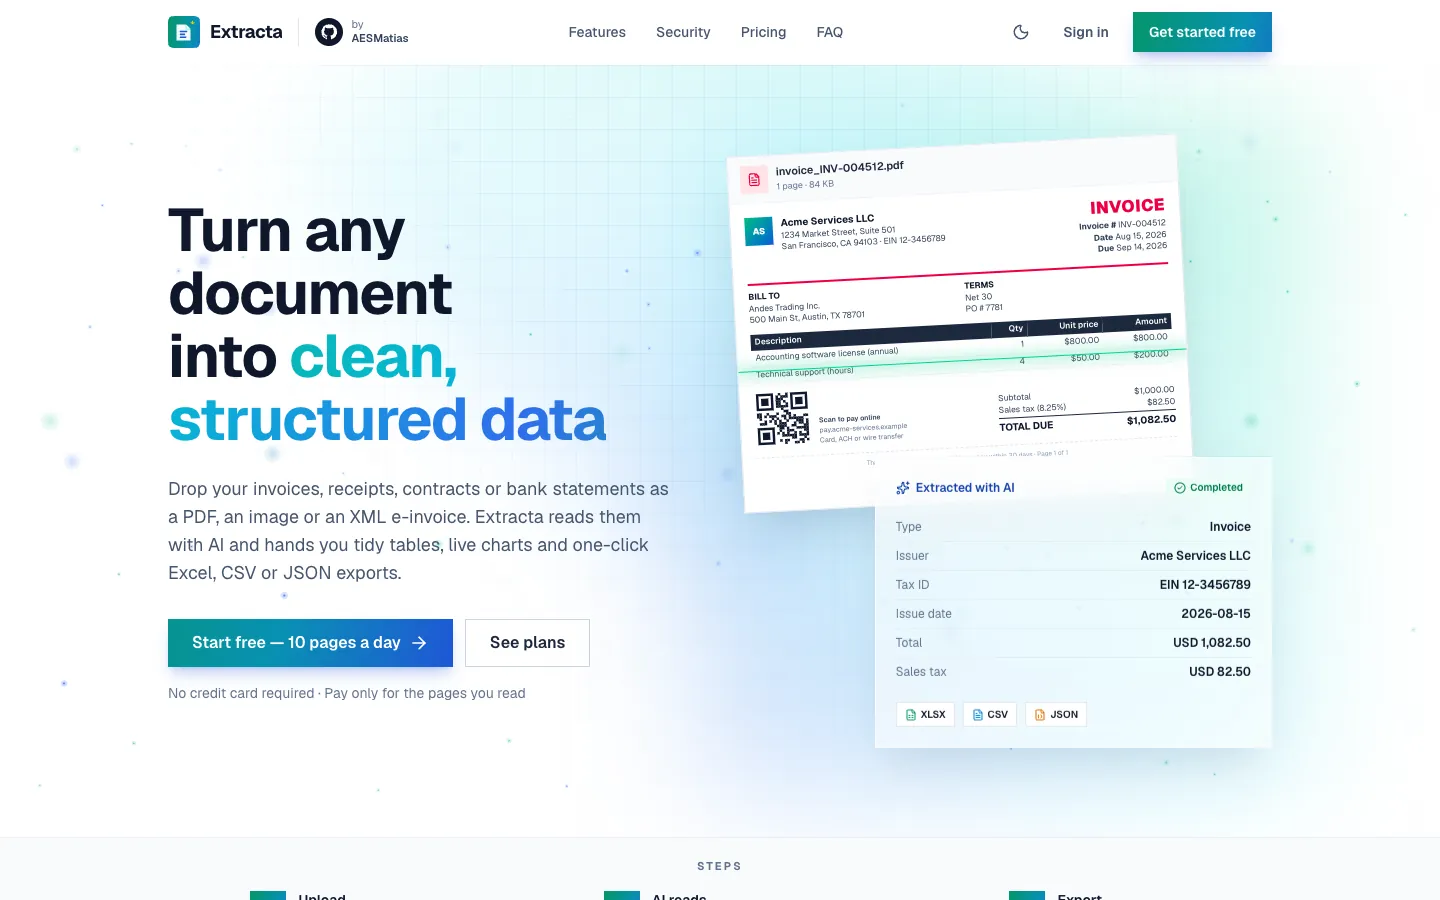 Extracta
by
AESMatias
Features
Security
Pricing
FAQ
Sign in
Get started free
Turn any
document
into clean,
structured data
Drop your invoices, receipts, contracts or bank statements as
a PDF, an image or an XML e-invoice. Extracta reads them
with AI and hands you tidy tables, live charts and one-click
Excel, CSV or JSON exports.
Start free — 10 pages a day
See plans
No credit card required · Pay only for the pages you read
invoice_INV-004512.pdf
1 page · 84 KB
AS
Acme Services LLC
1234 Market Street, Suite 501
San Francisco, CA 94103 · EIN 12-3456789
INVOICE
Invoice # INV-004512
Date Aug 15, 2026
Due Sep 14, 2026
BILL TO
Andes Trading Inc.
500 Main St, Austin, TX 78701
TERMS
Net 30
PO # 7781
Description Qty Unit price Amount
Accounting software license (annual) 1 $800.00 $800.00
Technical support (hours) 4 $50.00 $200.00
Scan to pay online
pay.acme-services.example
Card, ACH or wire transfer
Subtotal $1,000.00
Sales tax (8.25%) $82.50
TOTAL DUE $1,082.50
30 days · Page 1 of 1
Extracted with AI
Completed
Type Invoice
Issuer Acme Services LLC
Tax ID EIN 12-3456789
Issue date 2026-08-15
Total USD 1,082.50
Sales tax USD 82.50
XLSX
CSV
JSON
STEPS
Upload
AI reads
Export